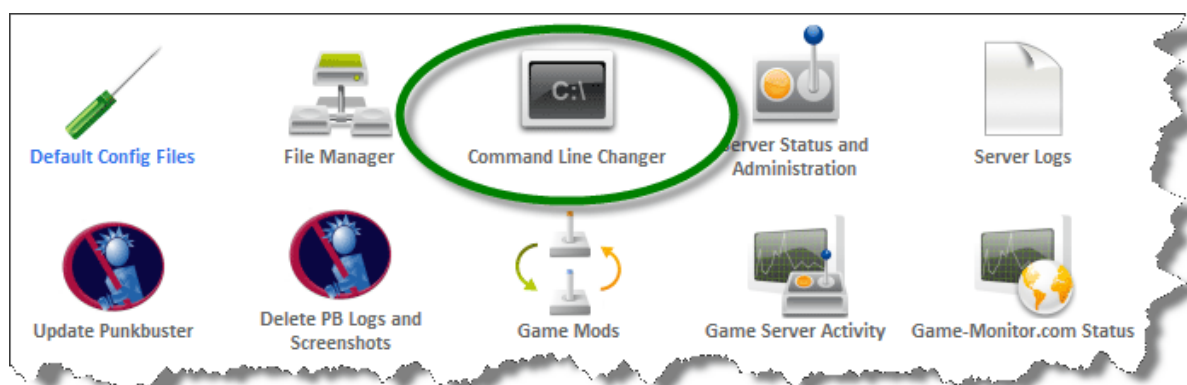 C:\
Default Config Files
File Manager
Command Line Changer
Server Status and
Administration
Server Logs
Update Punkbuster
Delete PB Logs and
Screenshots
Game Mods
Game Server Activity
Game-Monitor.com Status